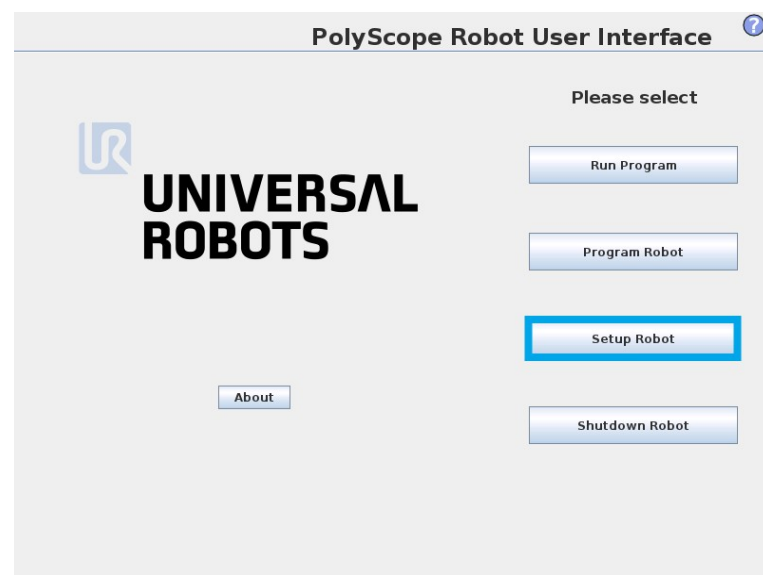 PolyScope Robot User Interface
?
Please select
UR
UNIVERSAL
ROBOTS
Run Program
Program Robot
Setup Robot
About
Shutdown Robot